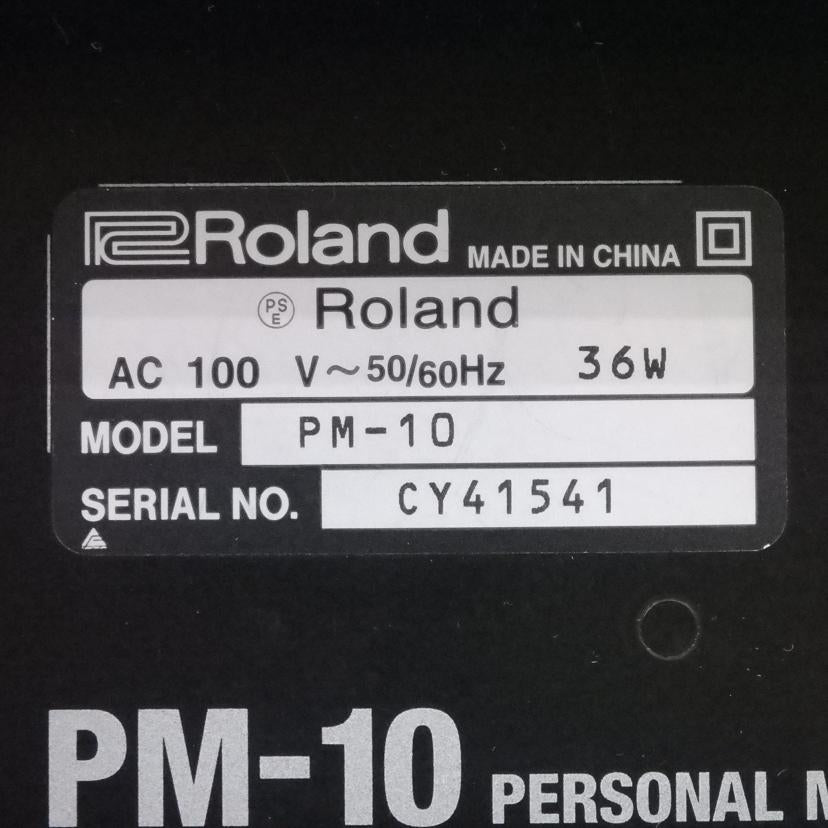 Roland MADE IN CHINA
PS E Roland
AC 100 V ~ 50/60Hz 36W
MODEL PM-10
SERIAL NO. CY41541
PM-10 PERSONAL M